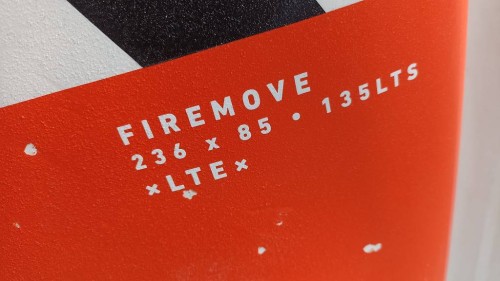 FIREMOVE
236 x 85 • 135LTS
×LTE×